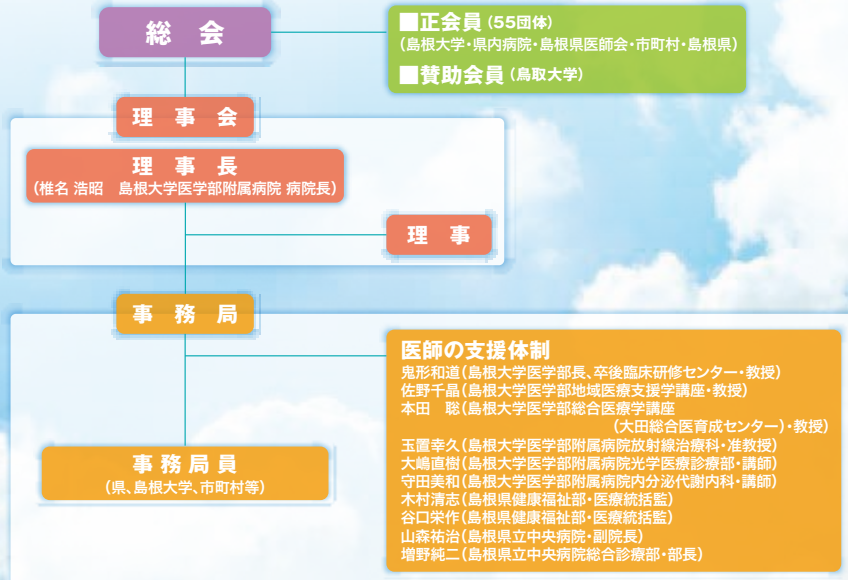 総会
■正会員（55団体）
（島根大学・県内病院・島根県医師会・市町村・島根県）
■賛助会員（鳥取大学）
理事会
理事長
（椎名 浩昭　島根大学医学部附属病院 病院長）
理事
事務局
医師の支援体制
鬼形和道（島根大学医学部長、卒後臨床研修センター・教授）
佐野千晶（島根大学医学部地域医療支援学講座・教授）
本田　聡（島根大学医学部総合医療学講座
（大田総合医育成センター）・教授）
玉置幸久（島根大学医学部附属病院放射線治療科・准教授）
大嶋直樹（島根大学医学部附属病院光学医療診療部・講師）
守田美和（島根大学医学部附属病院内分泌代謝内科・講師）
木村清志（島根県健康福祉部・医療統括監）
谷口栄作（島根県健康福祉部・医療統括監）
山森祐治（島根県立中央病院・副院長）
増野純二（島根県立中央病院総合診療部・部長）
事務局員
（県、島根大学、市町村等）